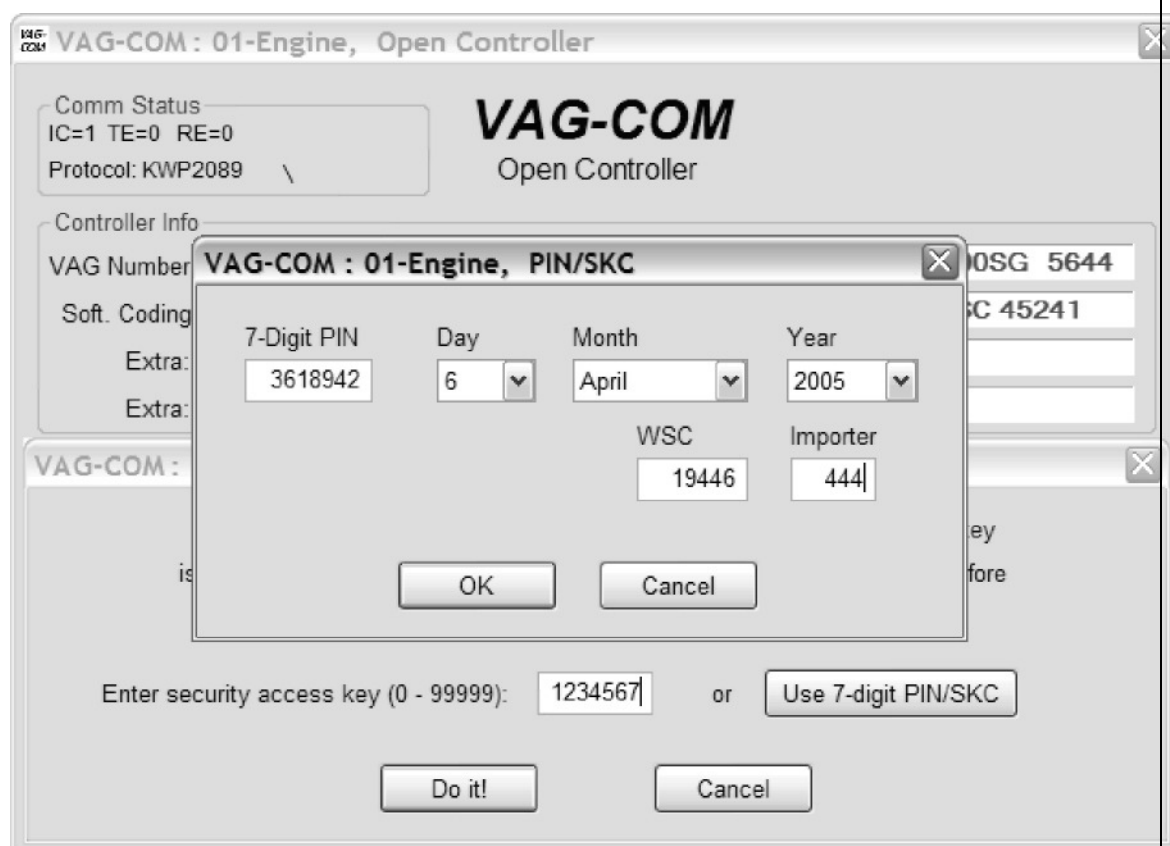 VAG-COM
VAG-COM : 01-Engine, Open Controller
Comm Status
IC=1 TE=0 RE=0
Protocol: KWP2089 \
VAG-COM
Open Controller
Controller Info
VAG Number
0SG 5644
Soft. Coding
SC 45241
Extra:
Extra:
VAG-COM : 01-Engine, PIN/SKC
7-Digit PIN Day Month Year
3618942 6 April 2005
WSC Importer
19446 444
OK Cancel
VAG-COM :
is
fore
Enter security access key (0 - 99999): 1234567 or Use 7-digit PIN/SKC
Do it! Cancel